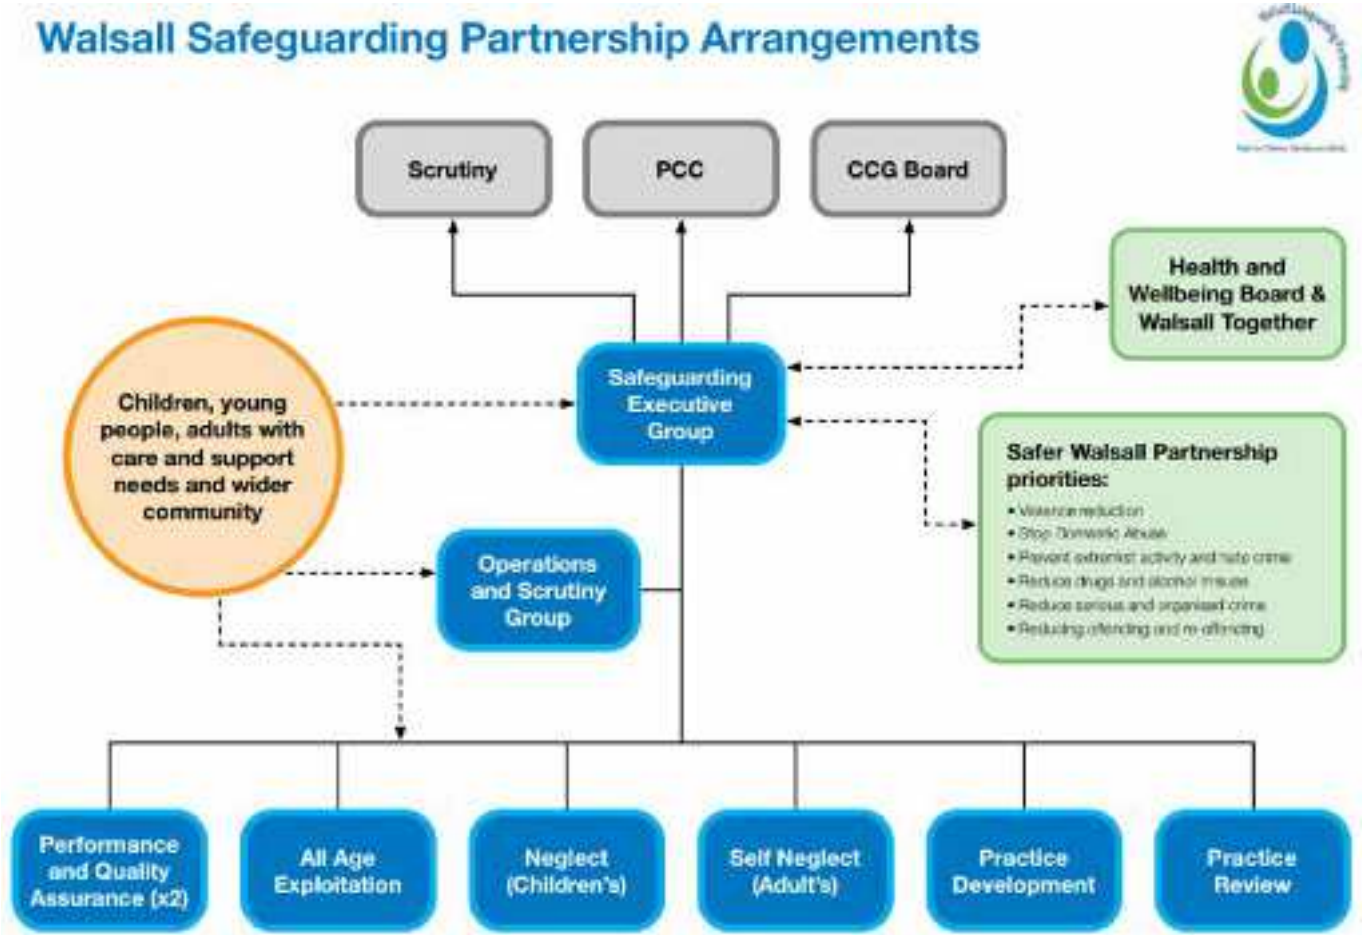 Walsall Safeguarding Partnership Arrangements
Scrutiny
PCC
CCG Board
Health and
Wellbeing Board &
Walsall Together
Safeguarding
Executive
Group
Children, young
people, adults with
care and support
needs and wider
community
Safer Walsall Partnership
priorities:
• Violence reduction
• Stop Domestic Abuse
• Prevent extremist activity and hate crime
• Reduce drugs and alcohol misuse
• Reduce serious and organised crime
• Reducing offending and re-offending
Operations
and Scrutiny
Group
Performance
and Quality
Assurance (x2)
All Age
Exploitation
Neglect
(Children's)
Self Neglect
(Adult's)
Practice
Development
Practice
Review